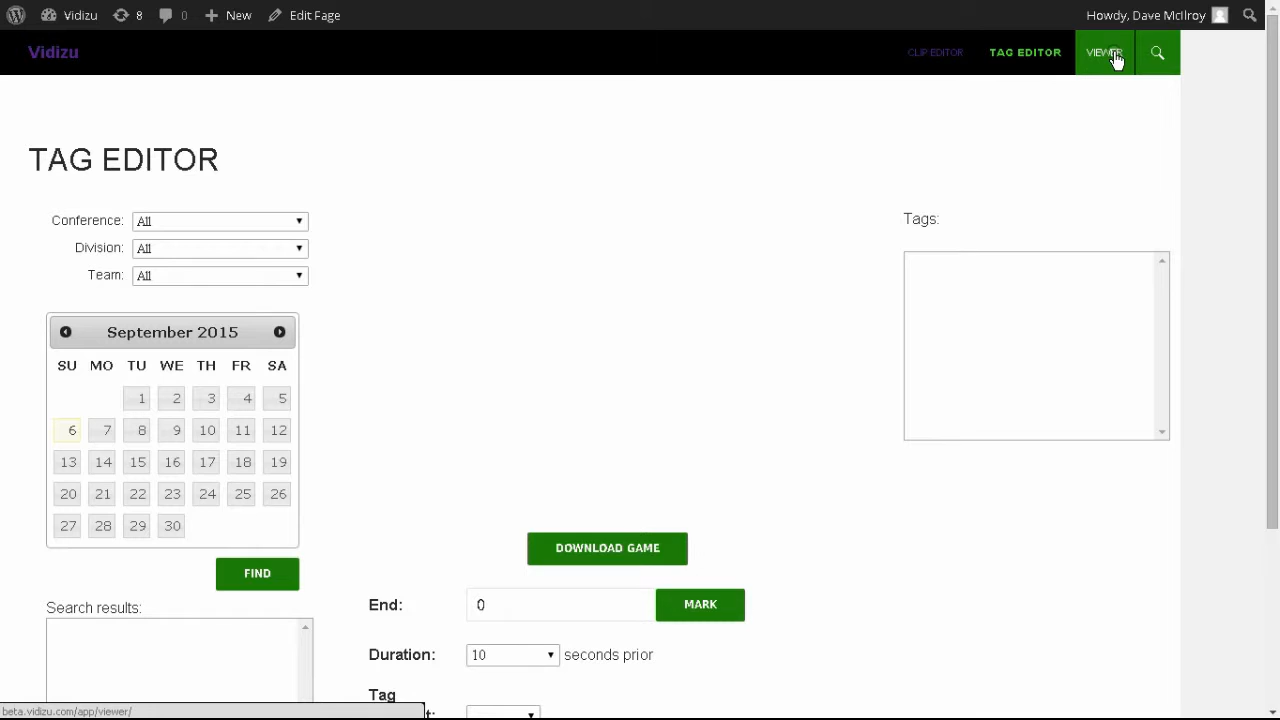 Vidizu 8 0 New Edit Page Howdy, Dave McIlroy
Vidizu CLIP EDITOR TAG EDITOR VIEWER
TAG EDITOR
Conference: All
Division: All
Team: All
Tags:
September 2015
SU MO TU WE TH FR SA
1 2 3 4 5
6 7 8 9 10 11 12
13 14 15 16 17 18 19
20 21 22 23 24 25 26
27 28 29 30
DOWNLOAD GAME
FIND
End: 0 MARK
Search results:
Duration: 10 seconds prior
Tag
beta.vidizu.com/app/viewer/